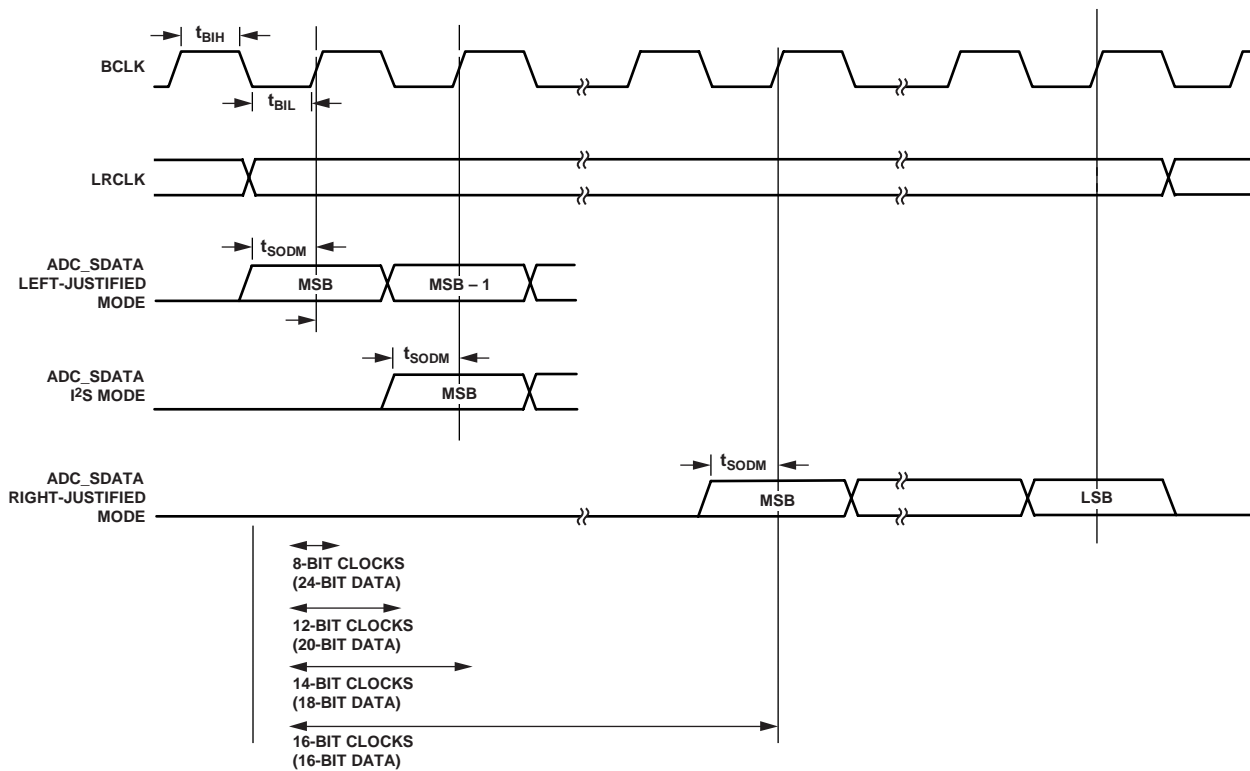 tBIH
BCLK
tBIL
LRCLK
tSODM
ADC_SDATA
LEFT-JUSTIFIED
MODE
MSB
MSB – 1
tSODM
ADC_SDATA
I2S MODE
MSB
tSODM
ADC_SDATA
RIGHT-JUSTIFIED
MODE
MSB
LSB
8-BIT CLOCKS
(24-BIT DATA)
12-BIT CLOCKS
(20-BIT DATA)
14-BIT CLOCKS
(18-BIT DATA)
16-BIT CLOCKS
(16-BIT DATA)